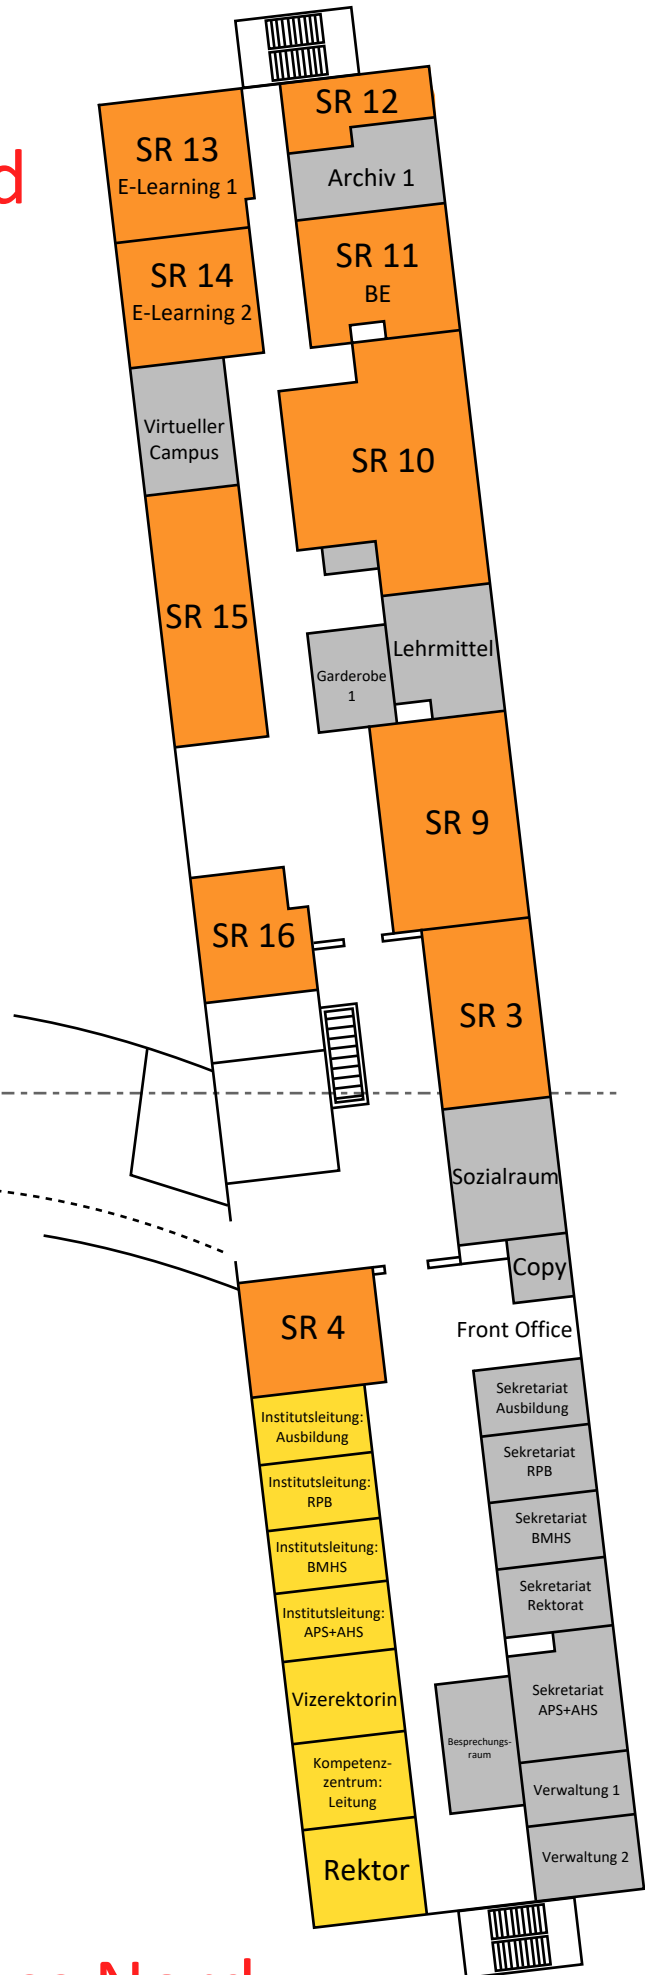 SR 12
SR 13
E-Learning 1
Archiv 1
SR 11
BE
SR 14
E-Learning 2
Virtueller
Campus
SR 10
SR 15
Lehrmittel
Garderobe
1
SR 9
SR 16
SR 3
Sozialraum
Copy
SR 4
Front Office
Sekretariat
Ausbildung
Institutsleitung:
Ausbildung
Sekretariat
RPB
Institutsleitung:
RPB
Sekretariat
BMHS
Institutsleitung:
BMHS
Sekretariat
Rektorat
Institutsleitung:
APS+AHS
Sekretariat
APS+AHS
Vizerektorin
Besprechungs-
raum
Kompetenz-
zentrum:
Leitung
Verwaltung 1
Verwaltung 2
Rektor
Nord